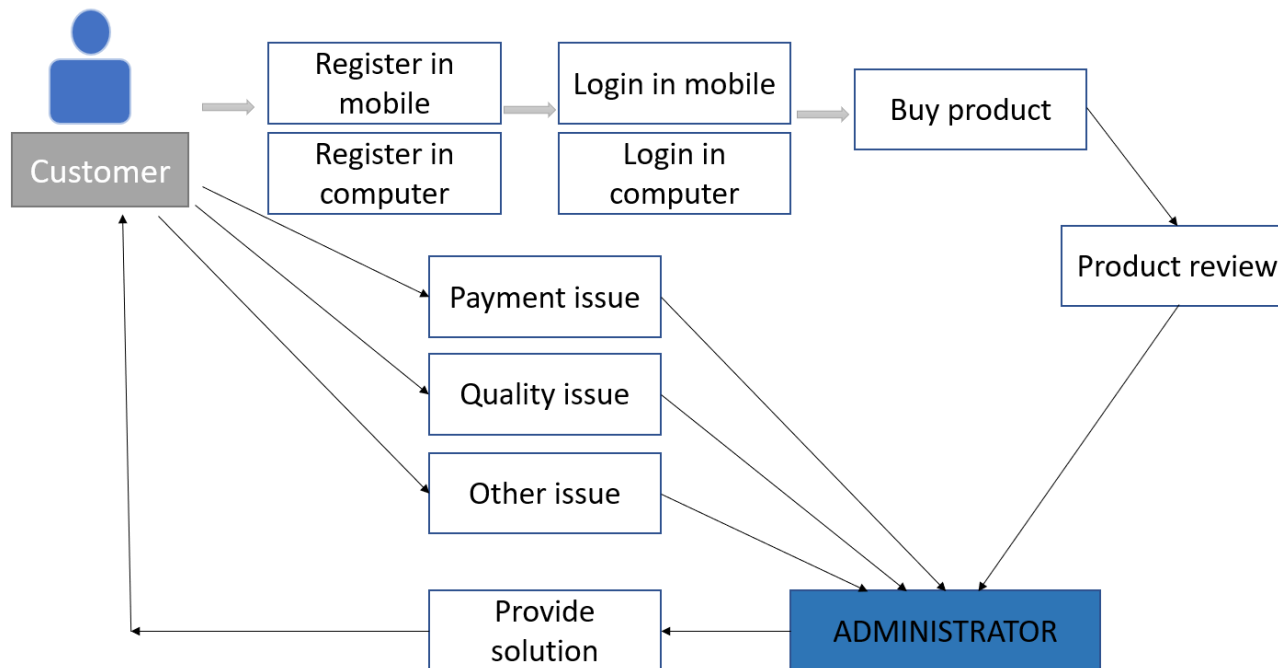 Register in
mobile
Login in mobile
Buy product
Customer
Register in
computer
Login in
computer
Product review
Payment issue
Quality issue
Other issue
Provide
solution
ADMINISTRATOR